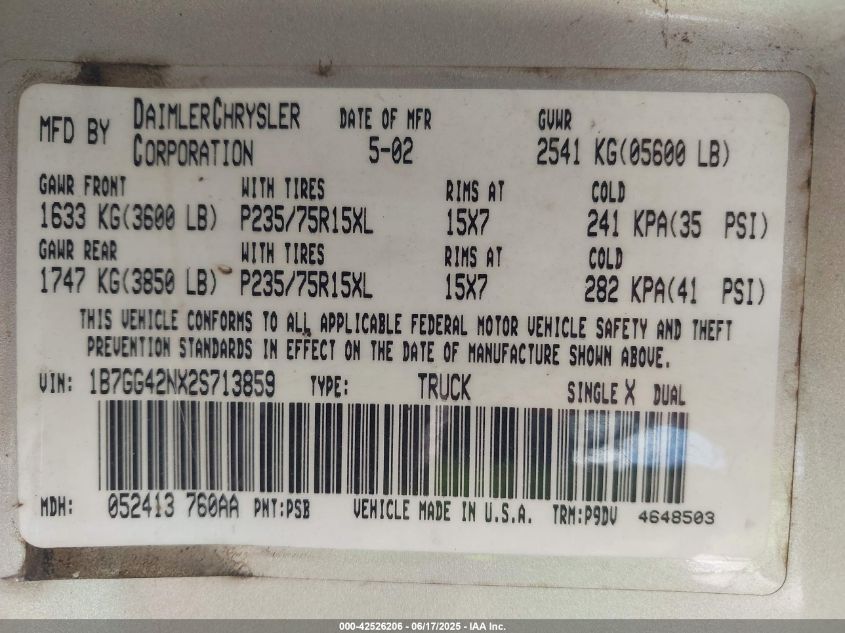 MFD BY DAIMLERCHRYSLER CORPORATION DATE OF MFR 5-02 GVWR 2541 KG(05600 LB)
GAWR FRONT WITH TIRES RIMS AT COLD
1633 KG(3600 LB) P235/75R15XL 15X7 241 KPA(35 PSI)
GAWR REAR WITH TIRES RIMS AT COLD
1747 KG(3850 LB) P235/75R15XL 15X7 282 KPA(41 PSI)
THIS VEHICLE CONFORMS TO ALL APPLICABLE FEDERAL MOTOR VEHICLE SAFETY AND THEFT
PREVENTION STANDARDS IN EFFECT ON THE DATE OF MANUFACTURE SHOWN ABOVE.
VIN: 1B7GG42NX2S713859 TYPE: TRUCK SINGLE X DUAL
MDH: 052413 760AA PNT:PSB VEHICLE MADE IN U.S.A. TRM:P9DV 4648503
000-42526206 - 06/17/2025 - IAA Inc.